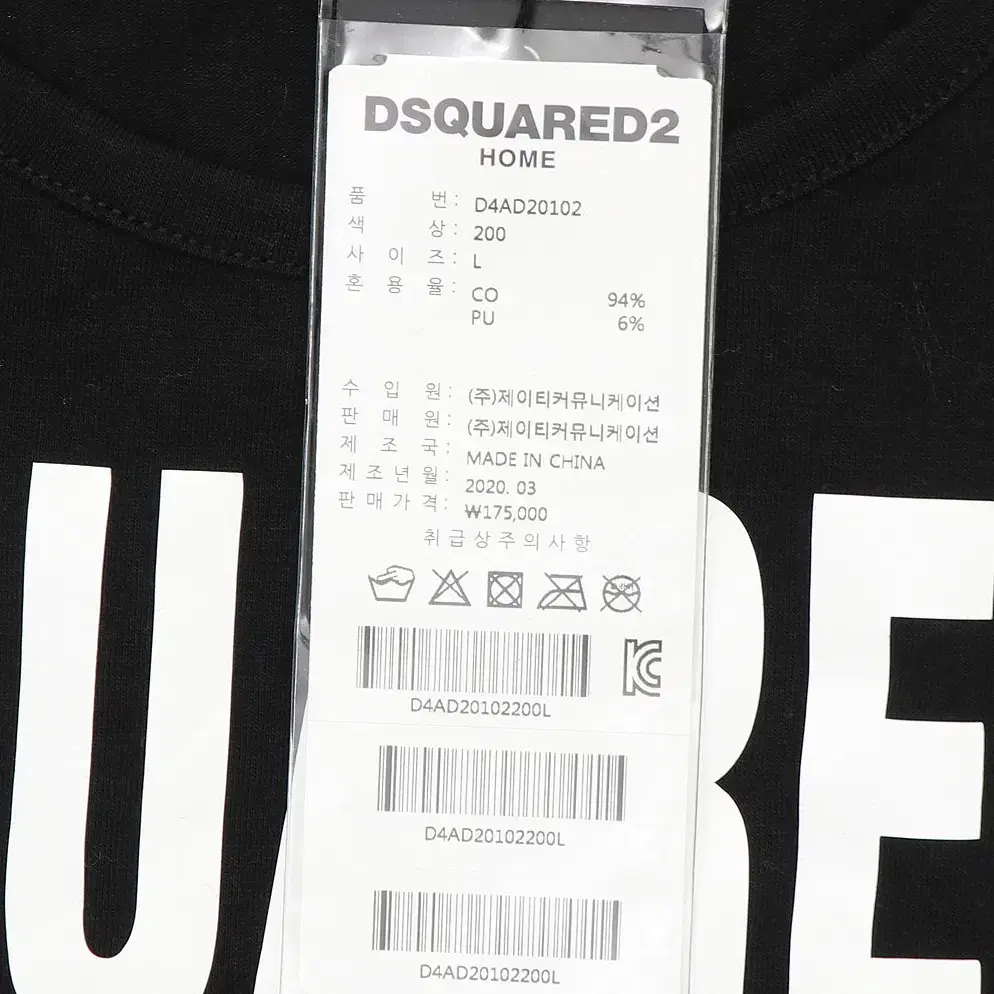 DSQUARED2
HOME
품 번 : D4AD20102
색 상 : 200
사 이 즈 : L
혼 용 율 : CO 94%
PU 6%
수 입 원 : (주)제이티커뮤니케이션
판 매 원 : (주)제이티커뮤니케이션
제 조 국 : MADE IN CHINA
제 조 년 월 : 2020. 03
판 매 가 격 : ₩175,000
취 급 상 주 의 사 항
D4AD20102200L
D4AD20102200L
D4AD20102200L
UARE